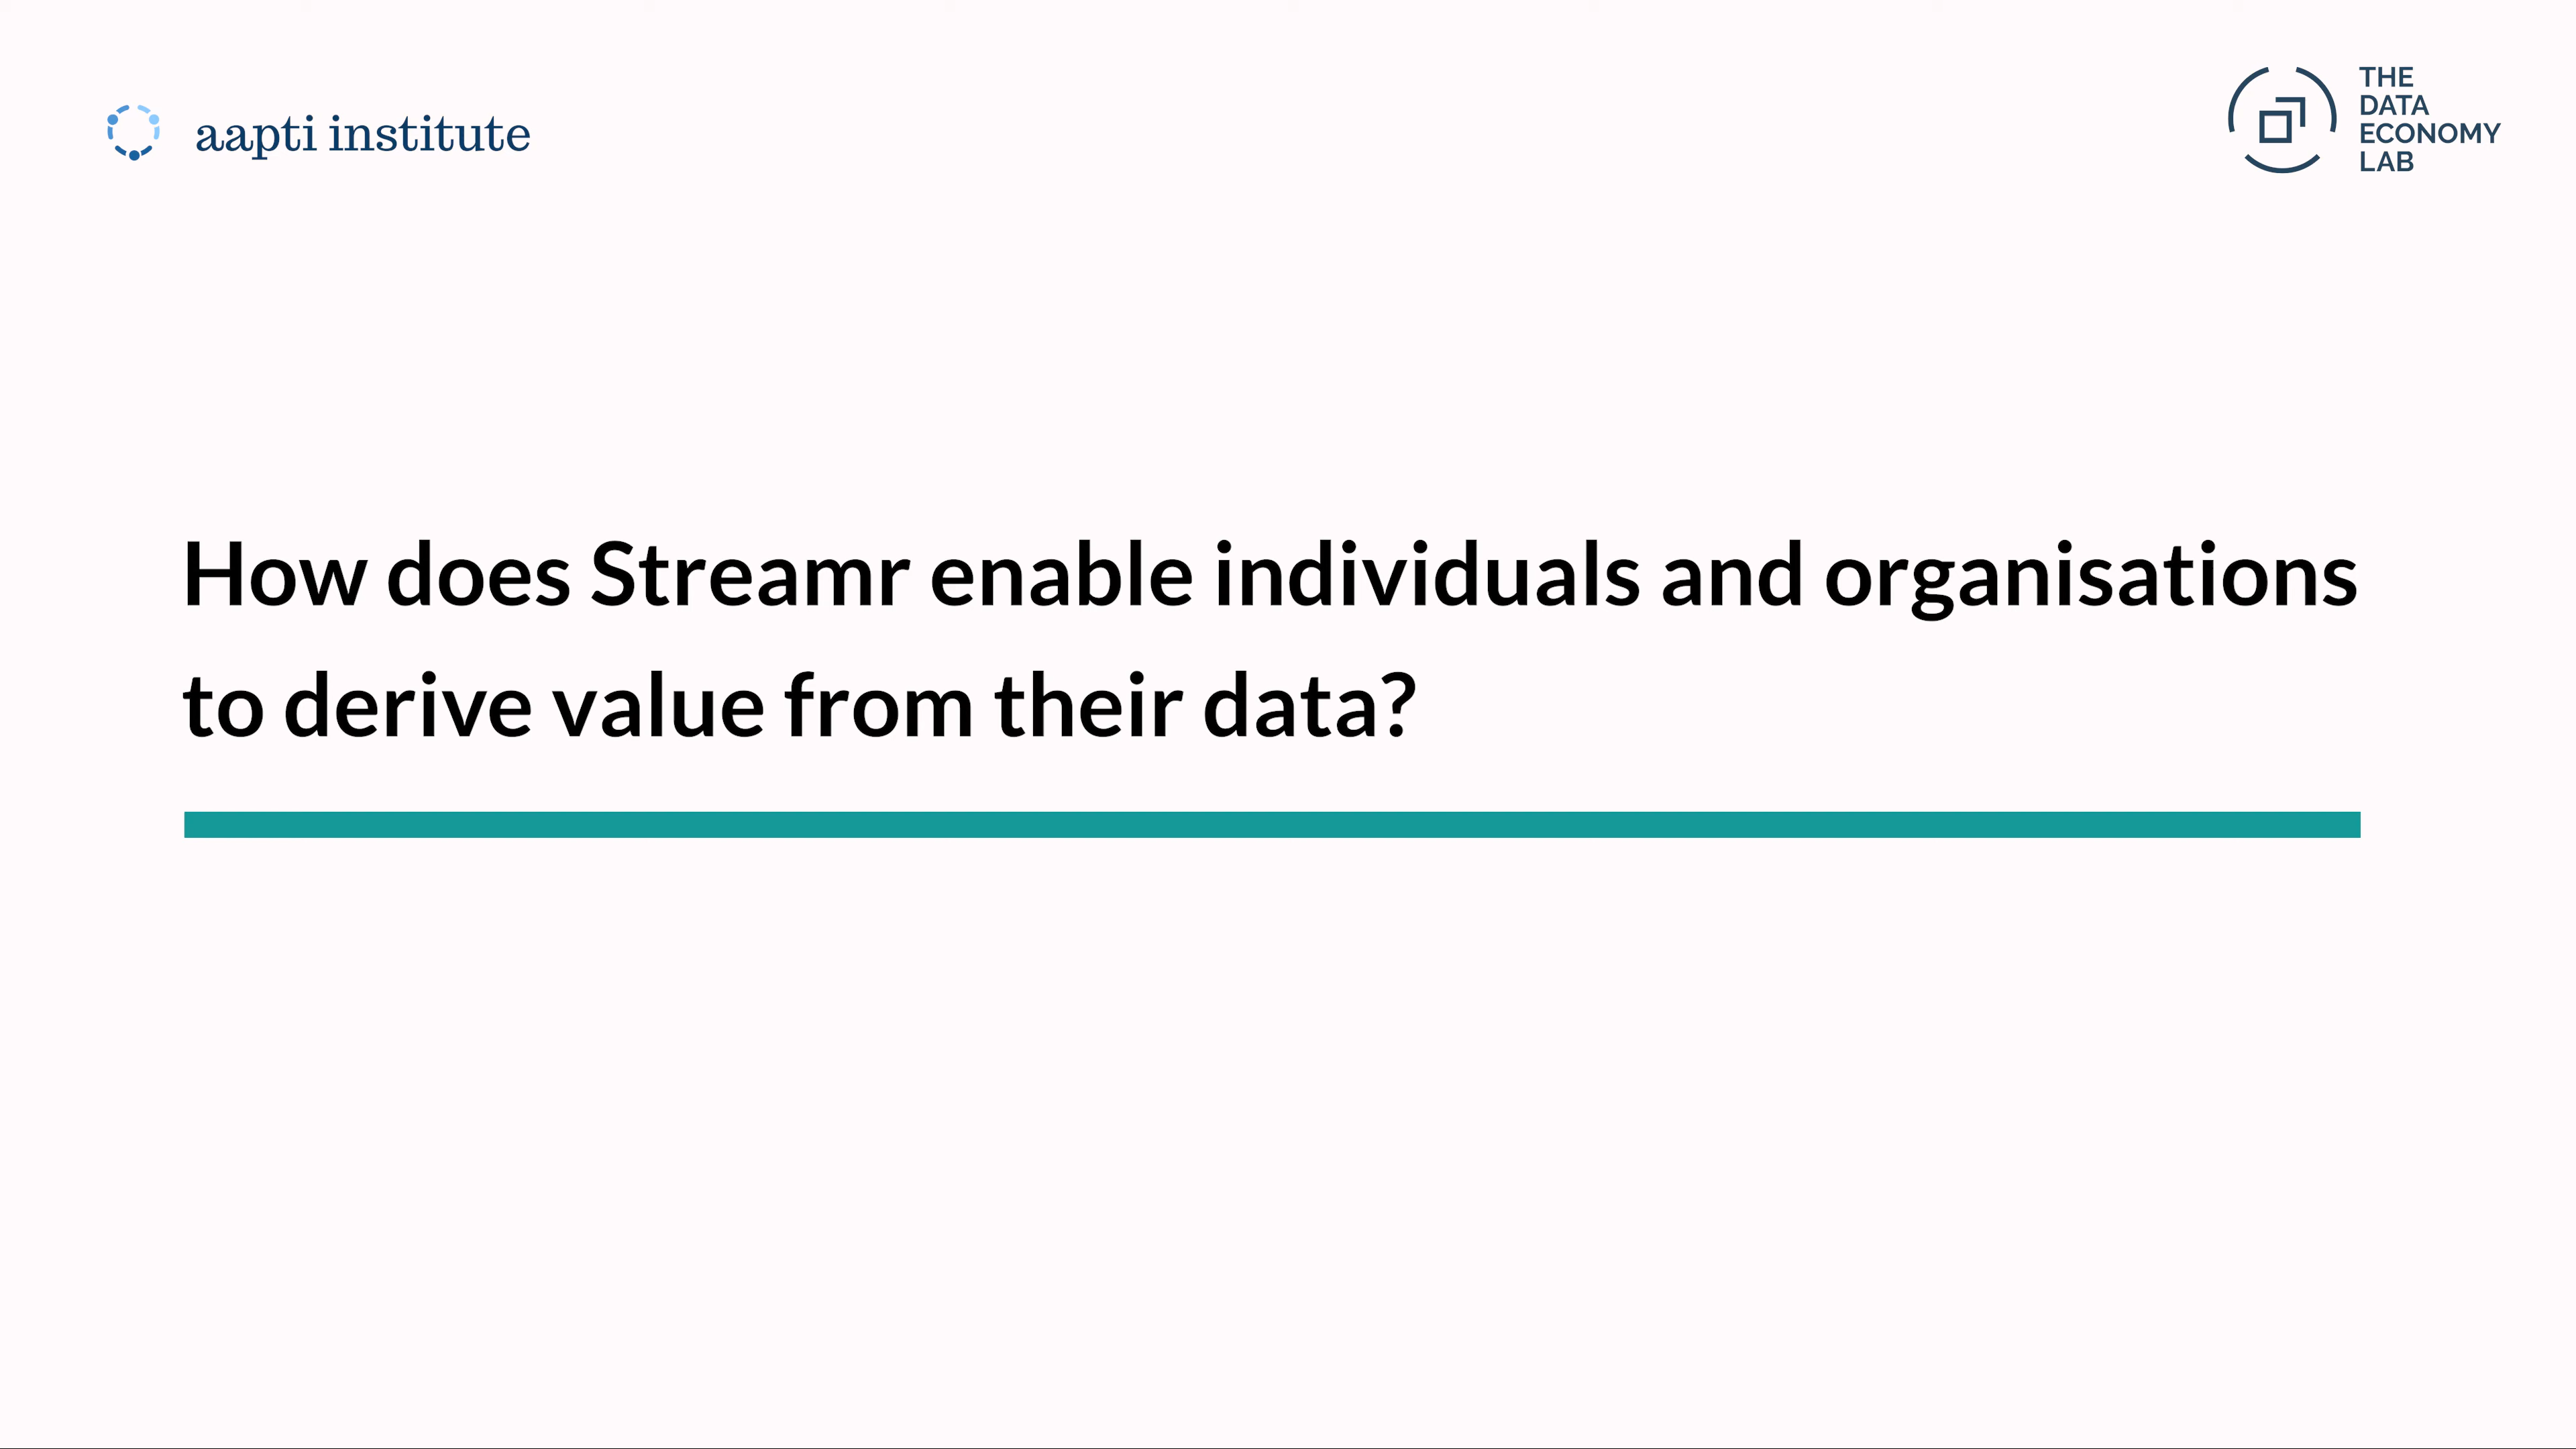 aapti institute
THE
DATA
ECONOMY
LAB
How does Streamr enable individuals and organisations
to derive value from their data?